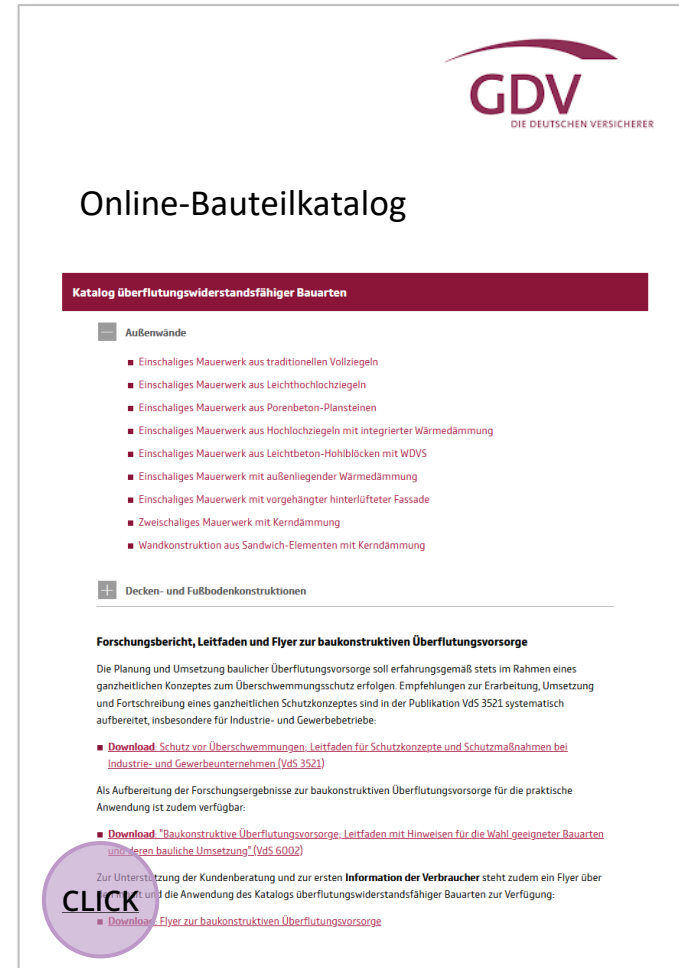 GDV
DIE DEUTSCHEN VERSICHERER
Online-Bauteilkatalog
Katalog überflutungswiderstandsfähiger Bauarten
Außenwände
Einschaliges Mauerwerk aus traditionellen Vollziegeln
Einschaliges Mauerwerk aus Leichthochlochziegeln
Einschaliges Mauerwerk aus Porenbeton-Plansteinen
Einschaliges Mauerwerk aus Hochlochziegeln mit integrierter Wärmedämmung
Einschaliges Mauerwerk aus Leichtbeton-Hohlblöcken mit WDVS
Einschaliges Mauerwerk mit außenliegender Wärmedämmung
Einschaliges Mauerwerk mit vorgehängter hinterlüfteter Fassade
Zweischaliges Mauerwerk mit Kerndämmung
Wandkonstruktion aus Sandwich-Elementen mit Kerndämmung
Decken- und Fußbodenkonstruktionen
Forschungsbericht, Leitfaden und Flyer zur baukonstruktiven Überflutungsvorsorge
Die Planung und Umsetzung baulicher Überflutungsvorsorge soll erfahrungsgemäß stets im Rahmen eines
ganzheitlichen Konzeptes zum Überschwemmungsschutz erfolgen. Empfehlungen zur Erarbeitung, Umsetzung
und Fortschreibung eines ganzheitlichen Schutzkonzeptes sind in der Publikation VdS 3521 systematisch
aufbereitet, insbesondere für Industrie- und Gewerbebetriebe:
Download: Schutz vor Überschwemmungen; Leitfaden für Schutzkonzepte und Schutzmaßnahmen bei
Industrie- und Gewerbeunternehmen (VdS 3521)
Als Aufbereitung der Forschungsergebnisse zur baukonstruktiven Überflutungsvorsorge für die praktische
Anwendung ist zudem verfügbar:
Download: "Baukonstruktive Überflutungsvorsorge; Leitfaden mit Hinweisen für die Wahl geeigneter Bauarten
und deren bauliche Umsetzung" (VdS 6002)
Zur Unterstützung der Kundenberatung und zur ersten Information der Verbraucher steht zudem ein Flyer über
und die Anwendung des Katalogs überflutungswiderstandsfähiger Bauarten zur Verfügung:
CLICK
Download: Flyer zur baukonstruktiven Überflutungsvorsorge